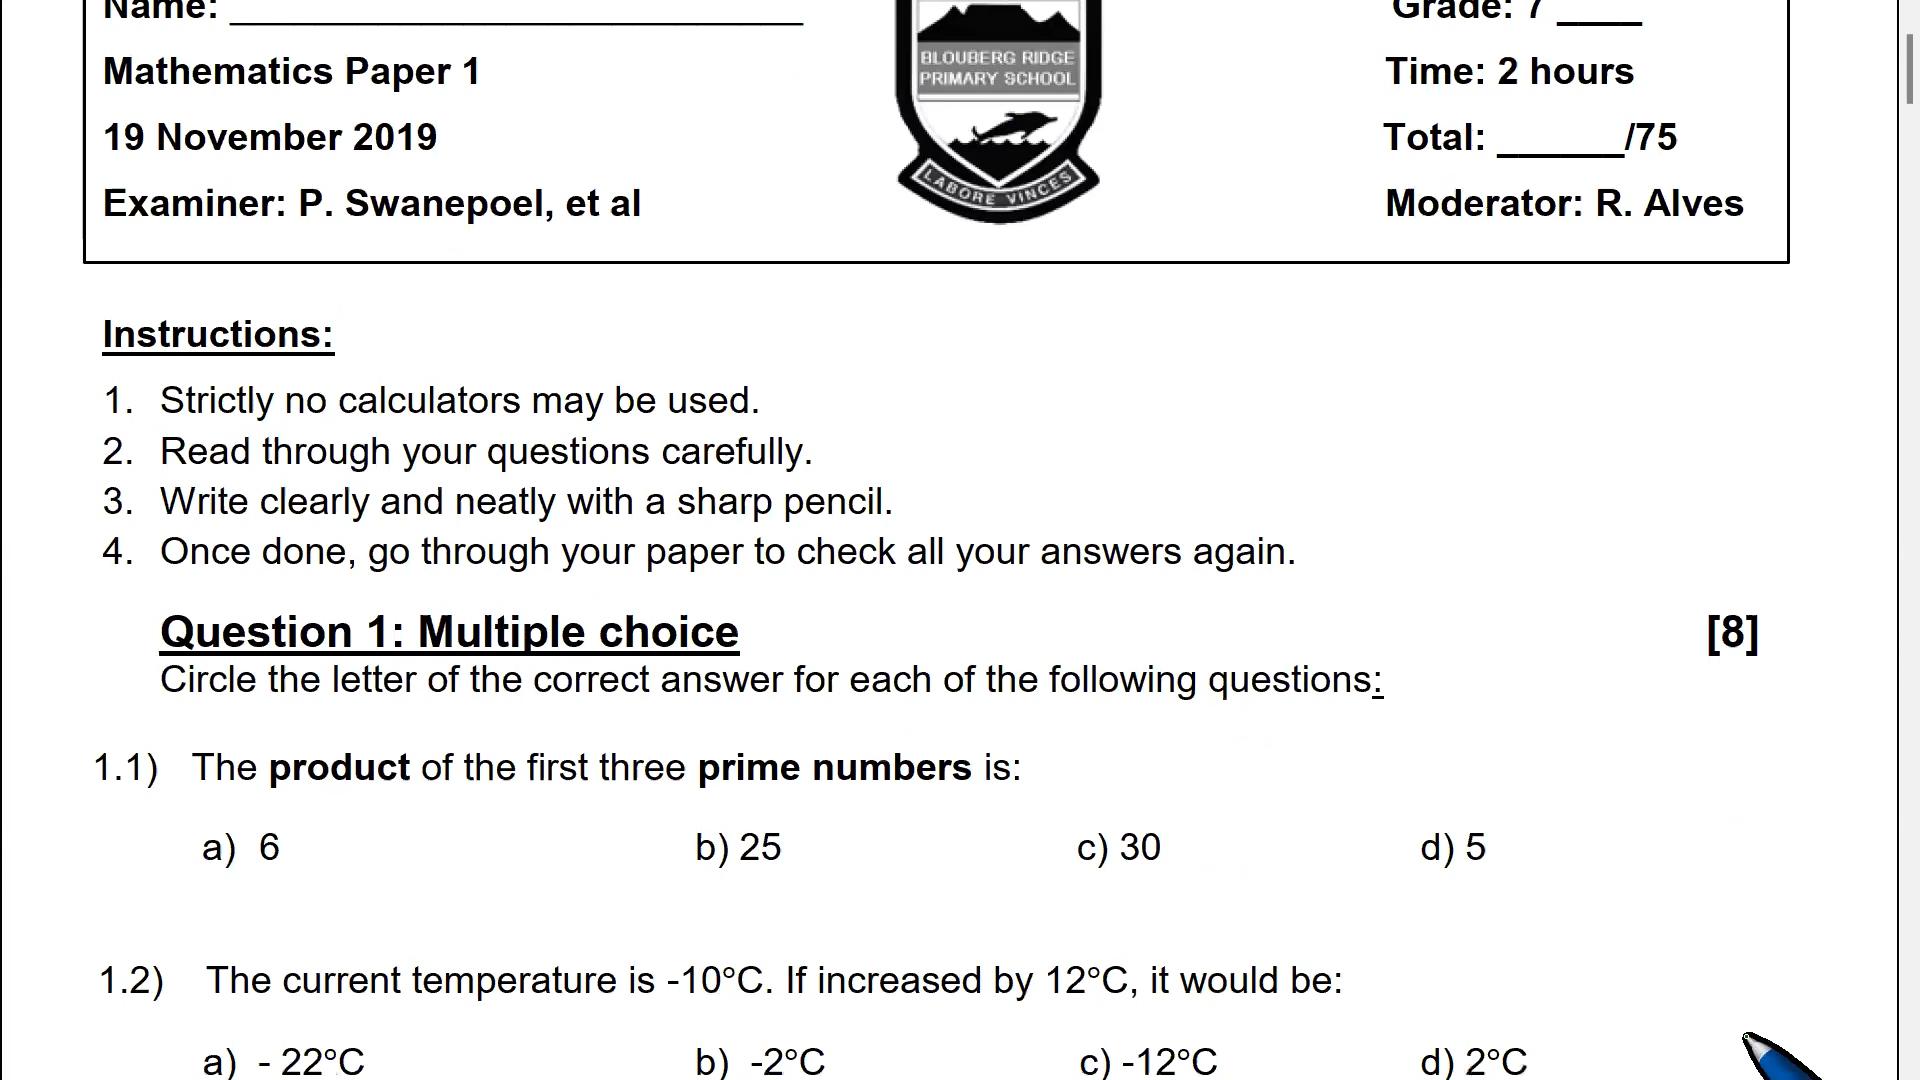 Name: ___________________________
Grade: 7 ____
Mathematics Paper 1
Time: 2 hours
19 November 2019
Total: ______/75
Examiner: P. Swanepoel, et al
Moderator: R. Alves
BLOUBERG RIDGE
PRIMARY SCHOOL
LABORE VINCES
Instructions:
1. Strictly no calculators may be used.
2. Read through your questions carefully.
3. Write clearly and neatly with a sharp pencil.
4. Once done, go through your paper to check all your answers again.
Question 1: Multiple choice [8]
Circle the letter of the correct answer for each of the following questions:
1.1) The product of the first three prime numbers is:
a) 6 b) 25 c) 30 d) 5
1.2) The current temperature is -10°C. If increased by 12°C, it would be:
a) - 22°C b) -2°C c) -12°C d) 2°C